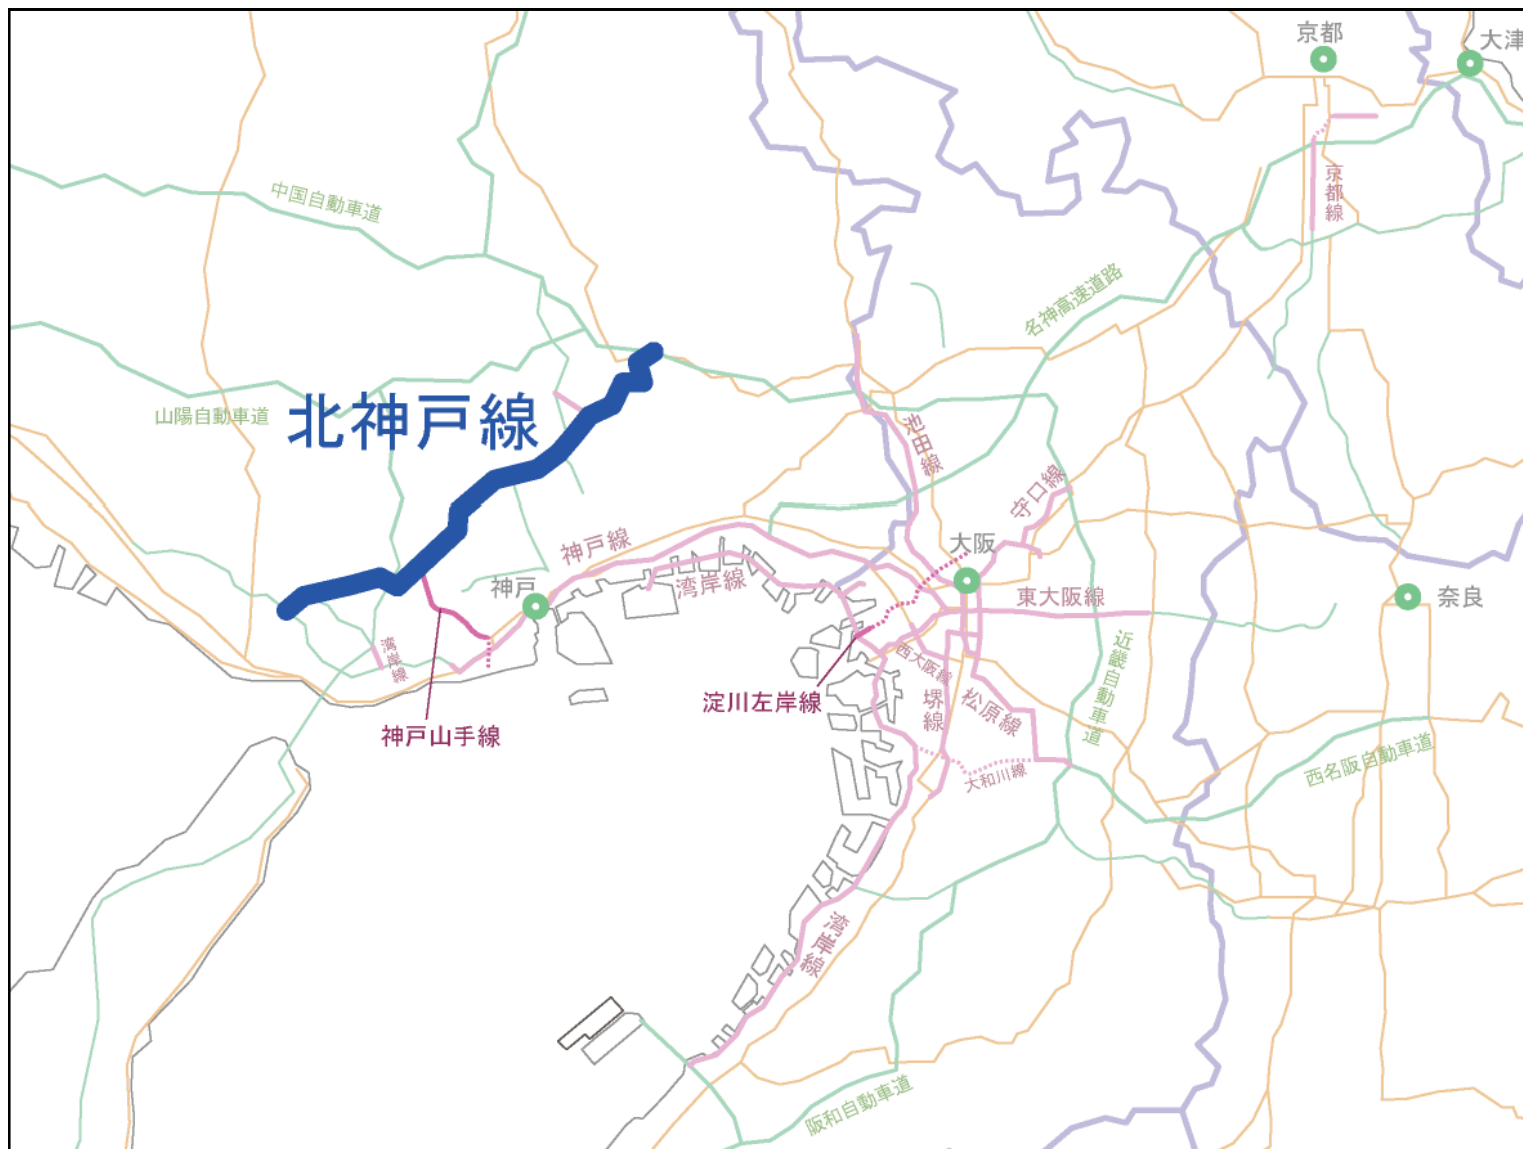 京都
大津
中国自動車道
京都線
名神高速道路
山陽自動車道
北神戸線
池田線
守口線
神戸線
大阪
湾岸線
神戸
東大阪線
奈良
湾岸線
近畿自動車道
西大阪線
淀川左岸線
堺線
松原線
神戸山手線
西名阪自動車道
大和川線
湾岸線
阪和自動車道